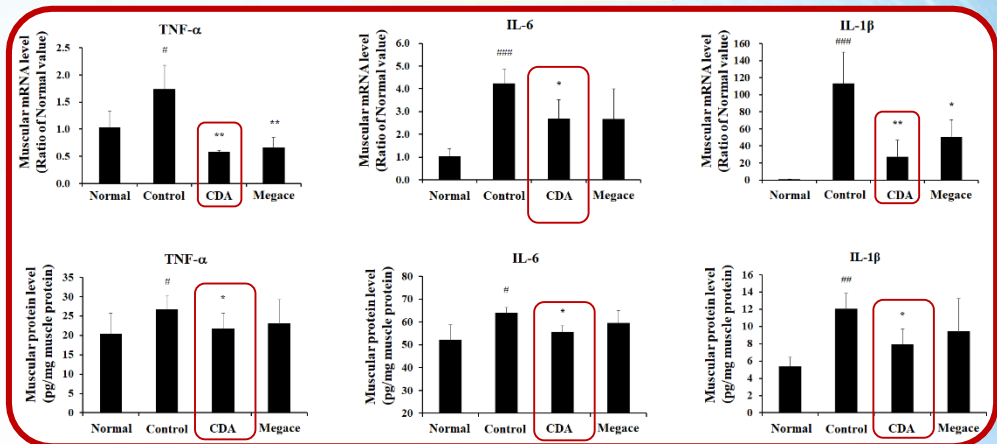 TNF-α
Muscular mRNA level
(Ratio of Normal value)
2.5
2.0
1.5
1.0
0.5
0.0
#
**
**
Normal Control CDA Megace
IL-6
Muscular mRNA level
(Ratio of Normal value)
6.0
5.0
4.0
3.0
2.0
1.0
0.0
###
*
Normal Control CDA Megace
IL-1β
Muscular mRNA level
(Ratio of Normal value)
160
140
120
100
80
60
40
20
0
###
**
*
Normal Control CDA Megace
TNF-α
Muscular protein level
(pg/mg muscle protein)
35
30
25
20
15
10
5
0
#
*
Normal Control CDA Megace
IL-6
Muscular protein level
(pg/mg muscle protein)
80
70
60
50
40
30
20
#
*
Normal Control CDA Megace
IL-1β
Muscular protein level
(pg/mg muscle protein)
16
14
12
10
8
6
4
2
0
##
*
Normal Control CDA Megace